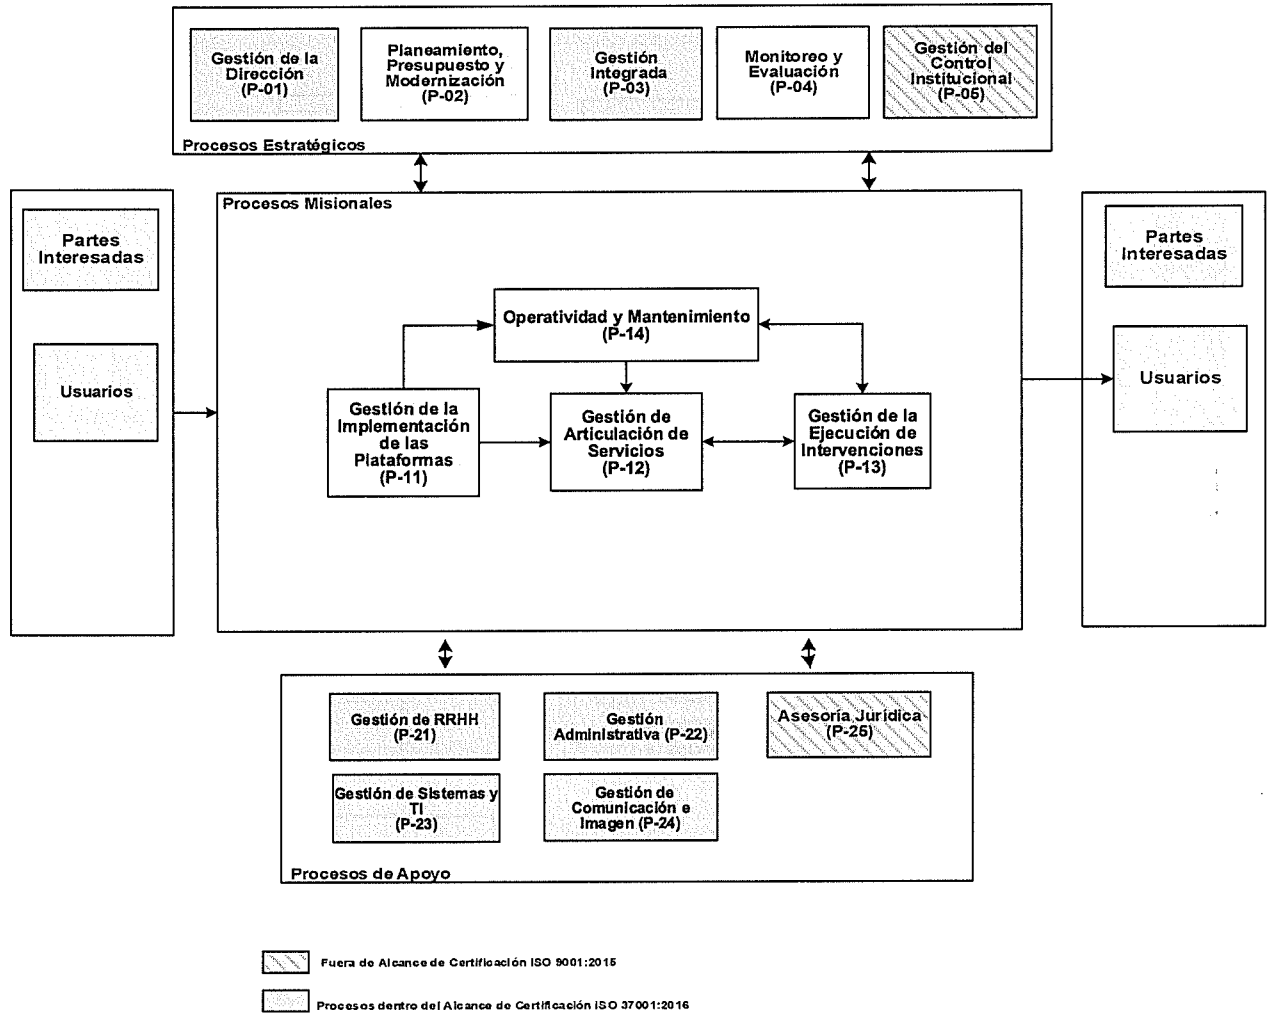 Gestión de la
Dirección
(P-01)
Planeamiento,
Presupuesto y
Modernización
(P-02)
Gestión
Integrada
(P-03)
Monitoreo y
Evaluación
(P-04)
Gestión del
Control
Institucional
(P-05)
Procesos Estratégicos
Procesos Misionales
Partes
Interesadas
Usuarios
Operatividad y Mantenimiento
(P-14)
Gestión de la
Implementación
de las
Plataformas
(P-11)
Gestión de
Articulación de
Servicios
(P-12)
Gestión de la
Ejecución de
Intervenciones
(P-13)
Partes
Interesadas
Usuarios
Gestión de RRHH
(P-21)
Gestión
Administrativa (P-22)
Asesoría Jurídica
(P-25)
Gestión de Sistemas y
TI
(P-23)
Gestión de
Comunicación e
Imagen (P-24)
Procesos de Apoyo
Fuera de Alcance de Certificación ISO 9001:2015
Procesos dentro del Alcance de Certificación ISO 37001:2016